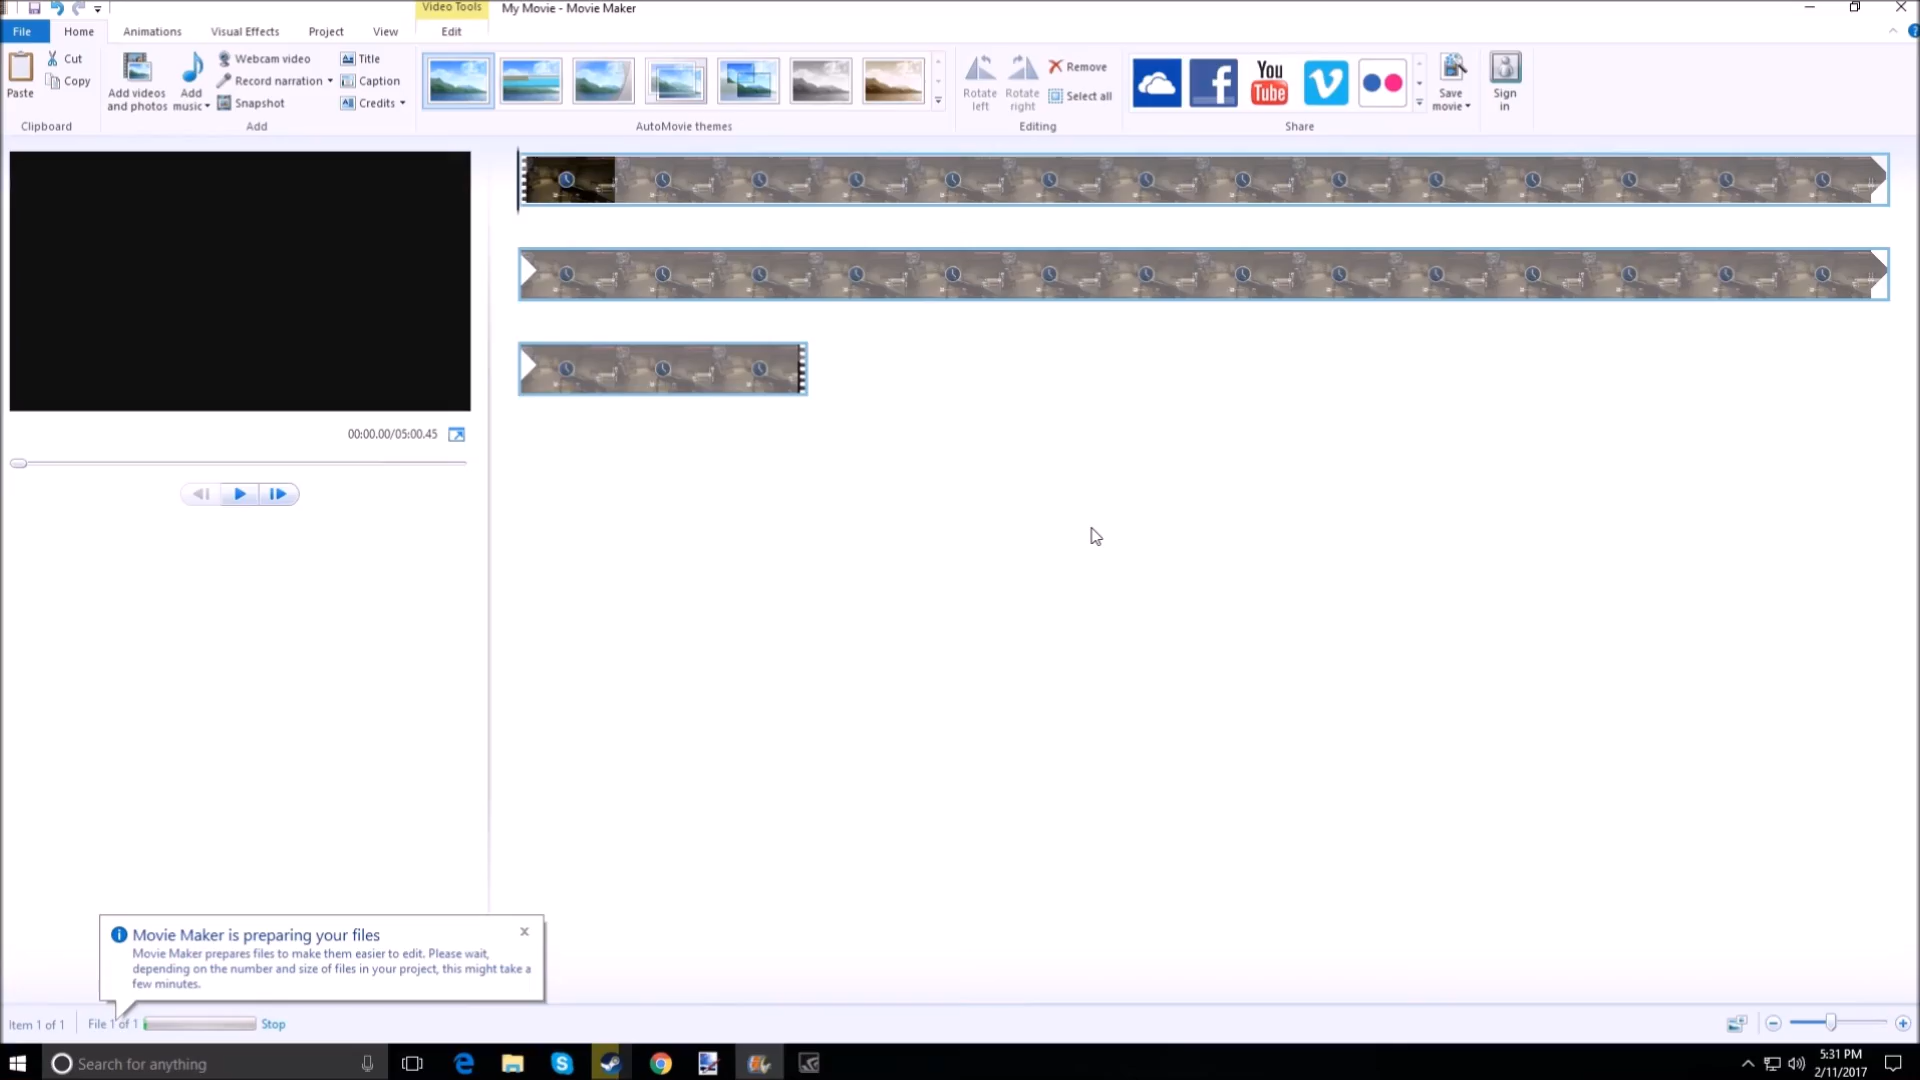 Video Tools
My Movie - Movie Maker
File
Home
Animations
Visual Effects
Project
View
Edit
Paste
Cut
Copy
Clipboard
Add videos
and photos
Add
music
Webcam video
Record narration
Snapshot
Title
Caption
Credits
Add
AutoMovie themes
Rotate
left
Rotate
right
Remove
Select all
Editing
You
Tube
Share
Save
movie
Sign
in
00:00.00/05:00.45
Movie Maker is preparing your files
Movie Maker prepares files to make them easier to edit. Please wait,
depending on the number and size of files in your project, this might take a
few minutes.
Item 1 of 1
File 1 of 1
Stop
Search for anything
5:31 PM
2/11/2017